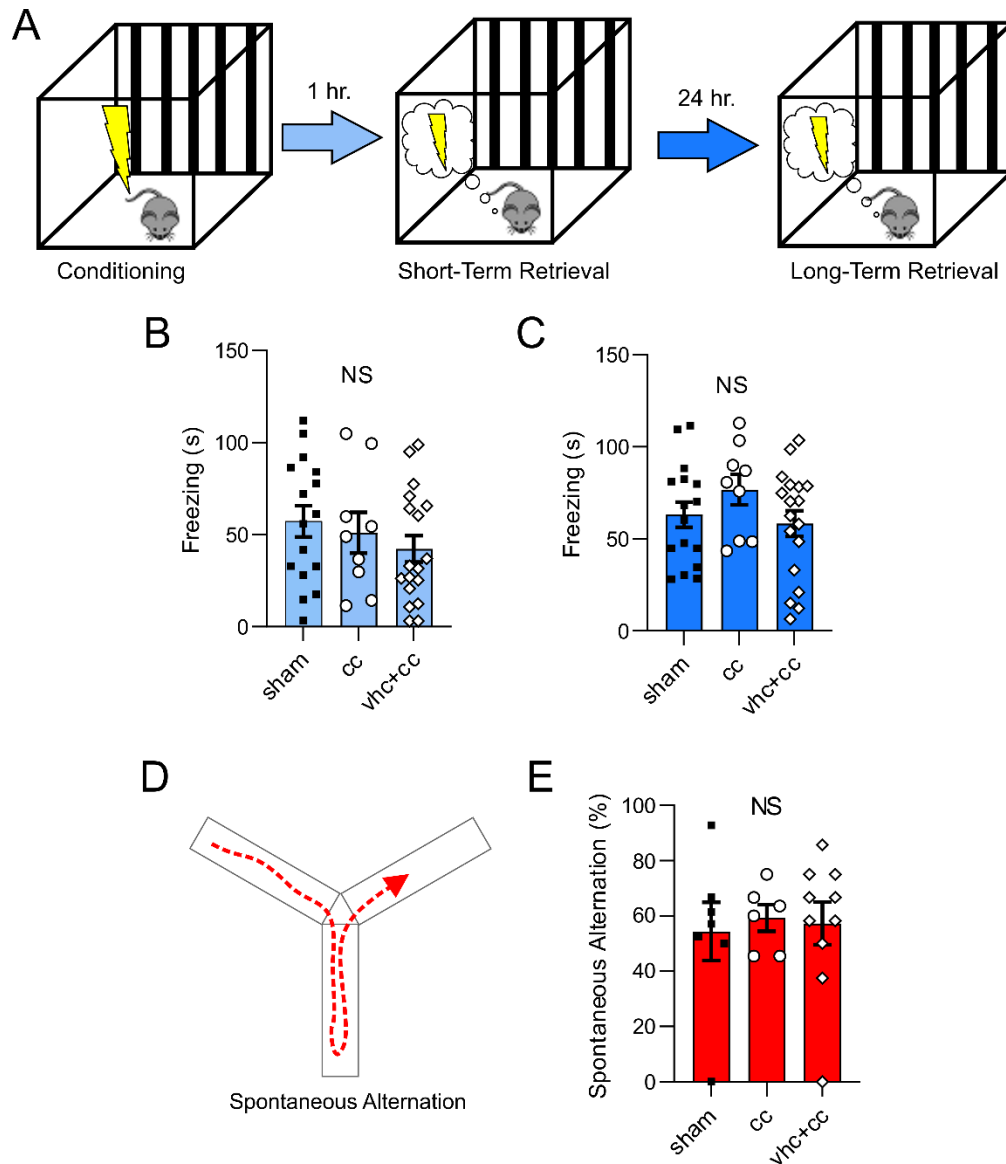 A
1 hr.
24 hr.
Conditioning
Short-Term Retrieval
Long-Term Retrieval
B
150
100
50
0
Freezing (s)
NS
sham
cc
vhc+cc
C
150
100
50
0
Freezing (s)
NS
sham
cc
vhc+cc
D
Spontaneous Alternation
E
100
80
60
40
20
0
Spontaneous Alternation (%)
NS
sham
cc
vhc+cc